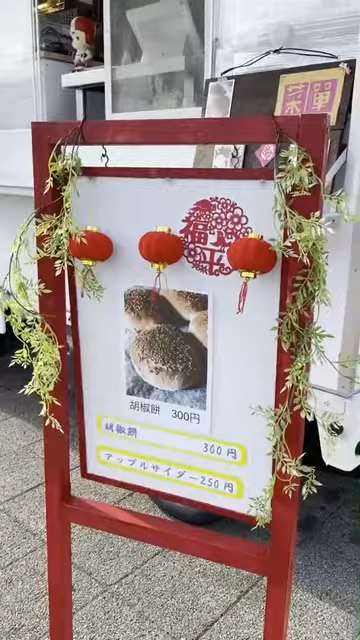 菜單
福
胡椒餅 300円
胡椒餅 300円
アップルサイダー 250円